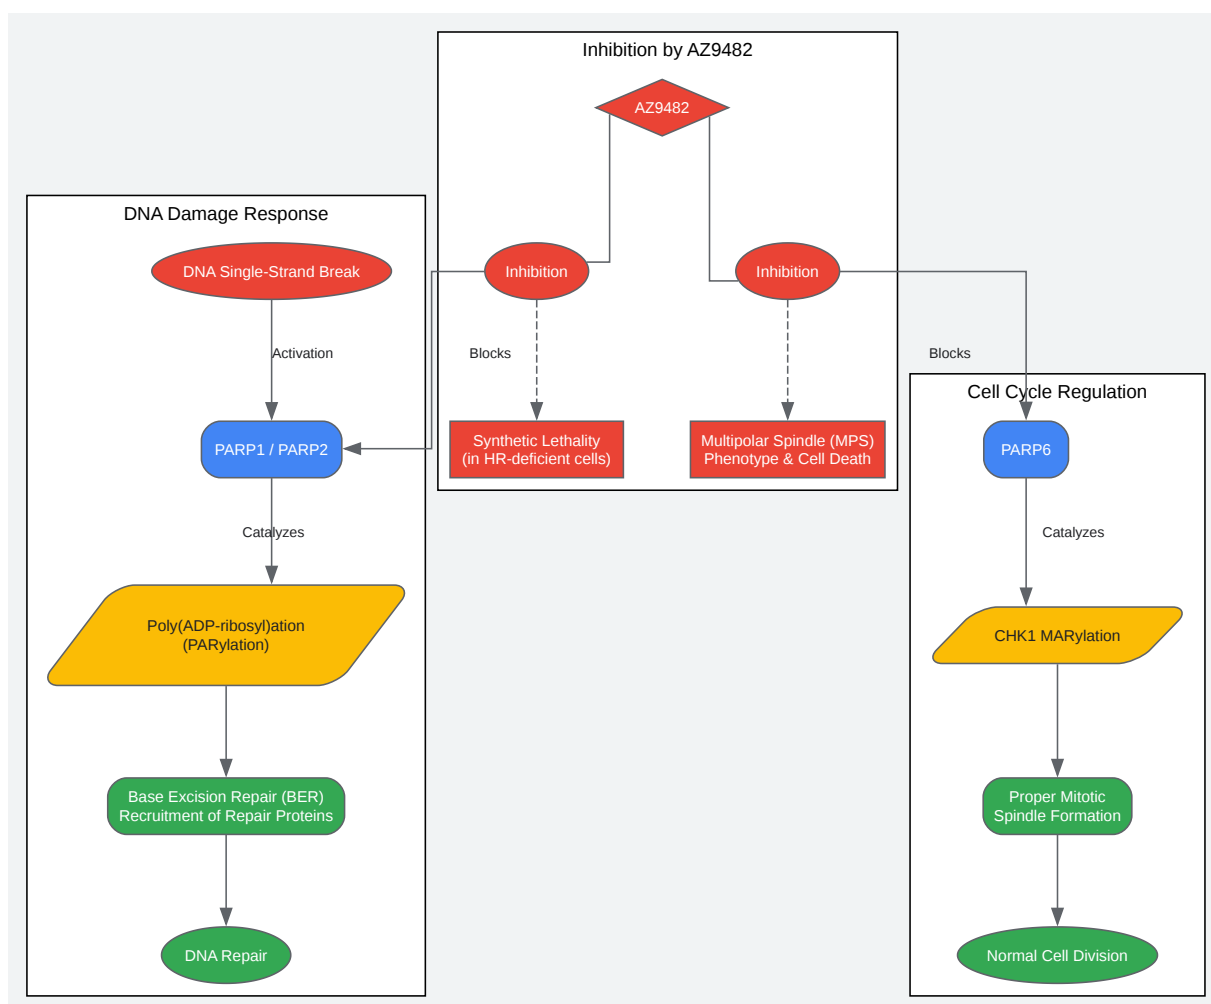 Inhibition by AZ9482
AZ9482
Inhibition
Inhibition
Blocks
Blocks
Synthetic Lethality
(in HR-deficient cells)
Multipolar Spindle (MPS)
Phenotype & Cell Death
DNA Damage Response
DNA Single-Strand Break
Activation
PARP1 / PARP2
Catalyzes
Poly(ADP-ribosyl)ation
(PARylation)
Base Excision Repair (BER)
Recruitment of Repair Proteins
DNA Repair
Cell Cycle Regulation
PARP6
Catalyzes
CHK1 MARylation
Proper Mitotic
Spindle Formation
Normal Cell Division